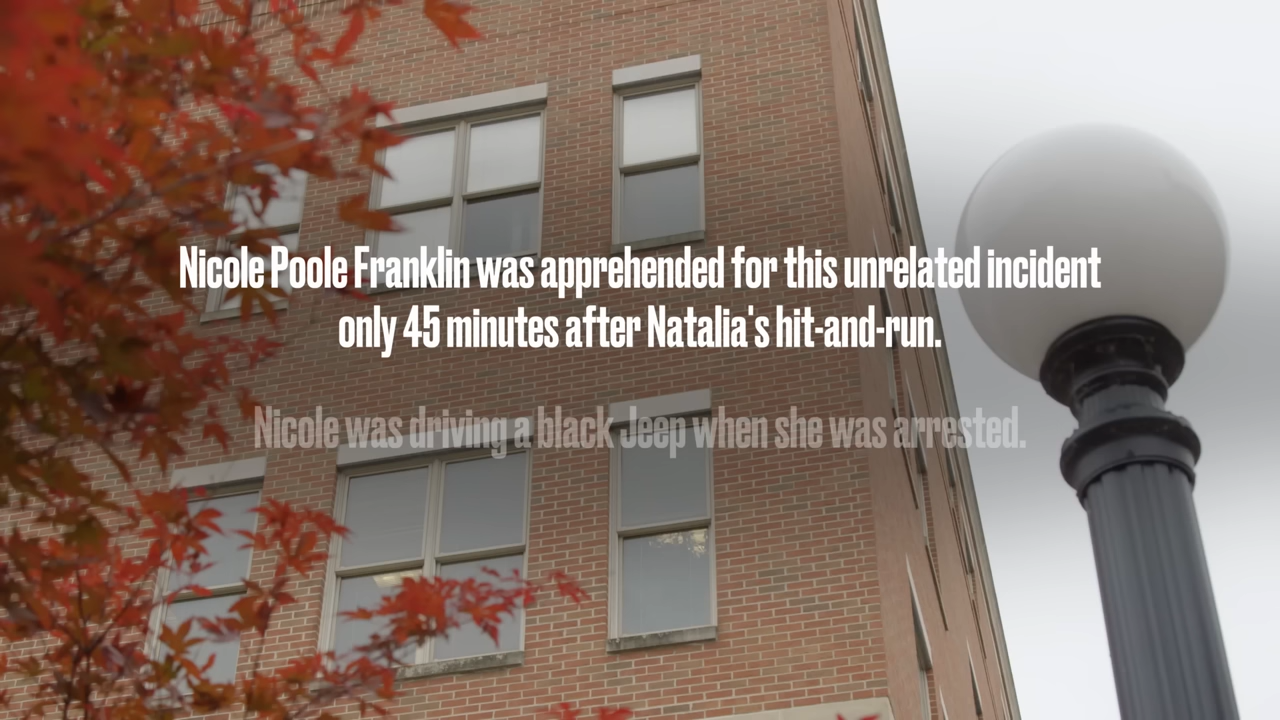 Nicole Poole Franklin was apprehended for this unrelated incident
only 45 minutes after Natalia's hit-and-run.
Nicole was driving a black Jeep when she was arrested.